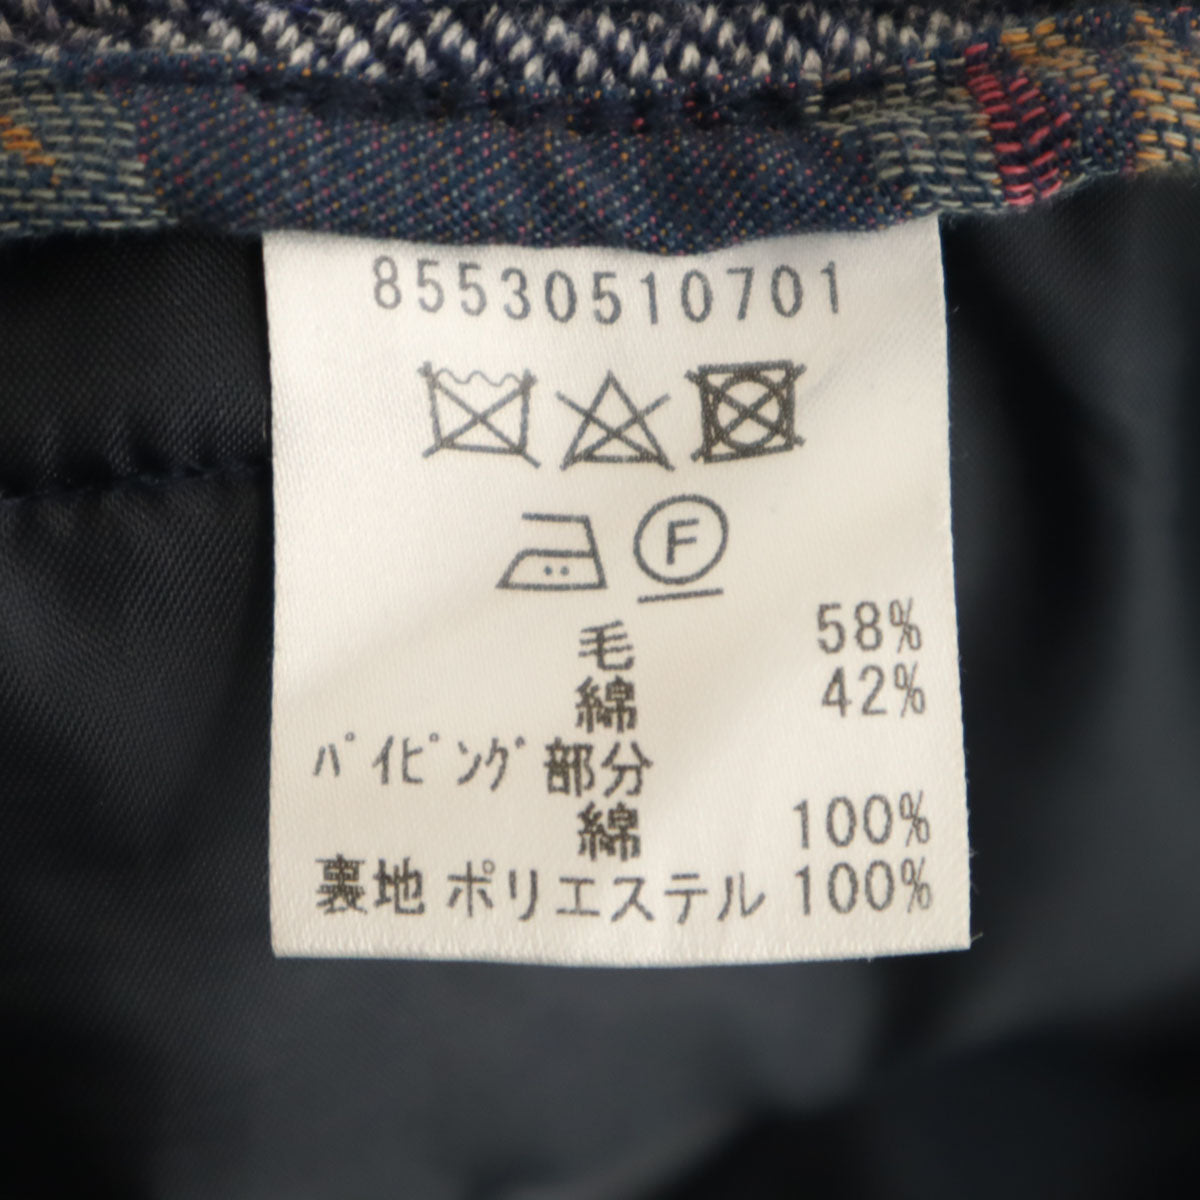 85530510701
F
毛 58%
綿 42%
ﾊﾟｲﾋﾟﾝｸﾞ部分
綿 100%
裏地 ポリエステル 100%